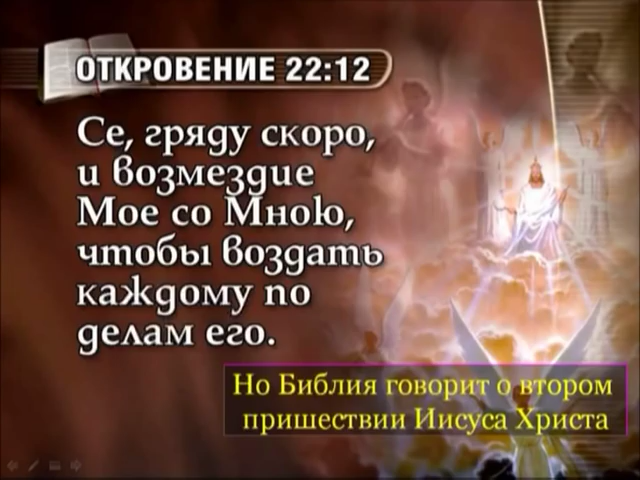 ОТКРОВЕНИЕ 22:12
Се, гряду скоро,
и возмездие
Мое со Мною,
чтобы воздать
каждому по
делам его.
Но Библия говорит о втором
пришествии Иисуса Христа